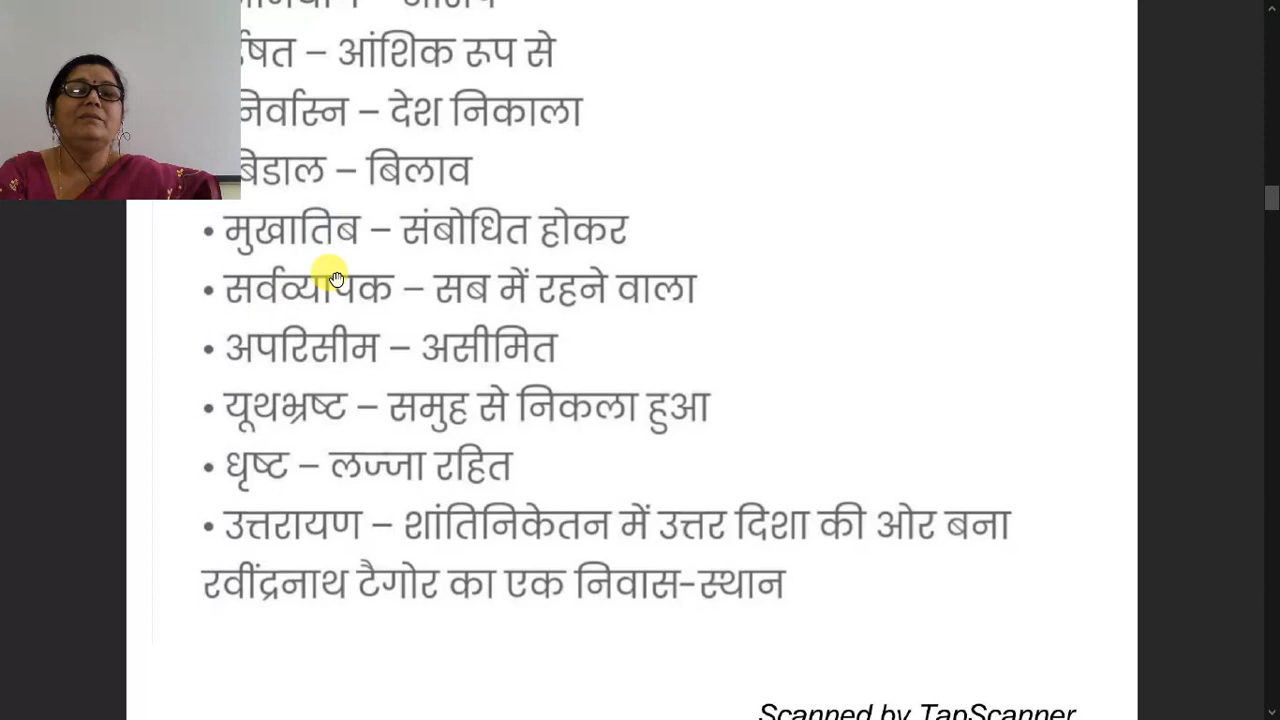 – आंशिक रूप से
– देश निकाला
बिडाल – बिलाव
• मुखातिब – संबोधित होकर
• सर्वव्यापक – सब में रहने वाला
• अपरिसीम – असीमित
• यूथभ्रष्ट – समुह से निकला हुआ
• धृष्ट – लज्जा रहित
• उत्तरायण – शांतिनिकेतन में उत्तर दिशा की ओर बना
रवींद्रनाथ टैगोर का एक निवास-स्थान
Scanned by TapScanner